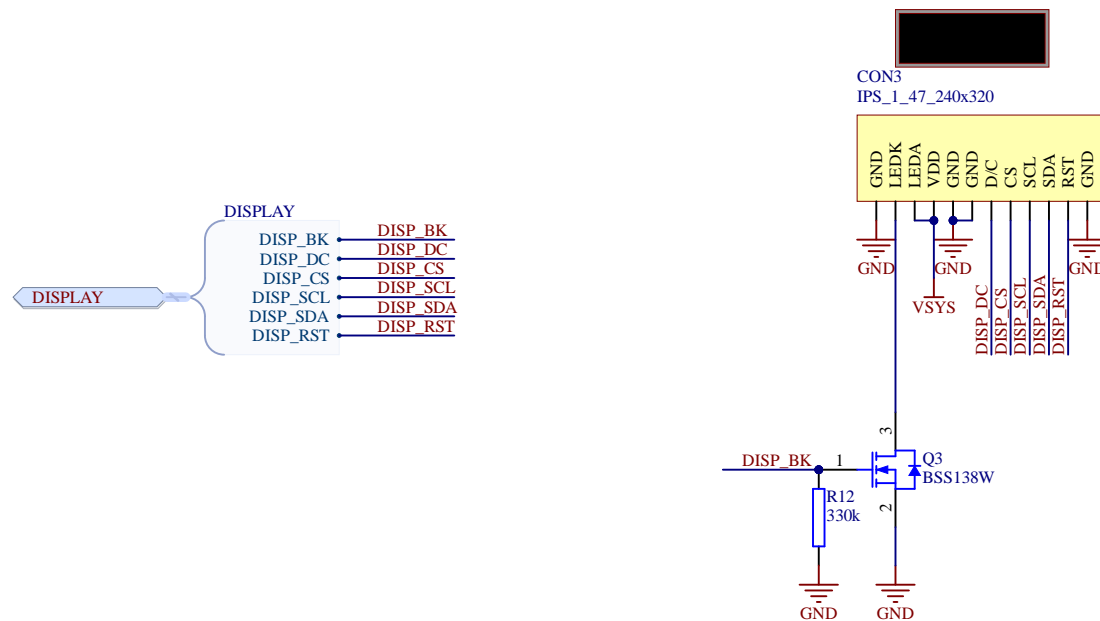 CON3
IPS_1_47_240x320
GND
LEDK
LEDA
VDD
GND
GND
D/C
CS
SCL
SDA
RST
GND
DISPLAY
DISP_BK DISP_BK
DISP_DC DISP_DC
DISP_CS DISP_CS
DISP_SCL DISP_SCL
DISP_SDA DISP_SDA
DISP_RST DISP_RST
DISPLAY
GND
GND
GND
VSYS
DISP_DC
DISP_CS
DISP_SCL
DISP_SDA
DISP_RST
3
DISP_BK
1
Q3
BSS138W
R12
330k
2
GND
GND